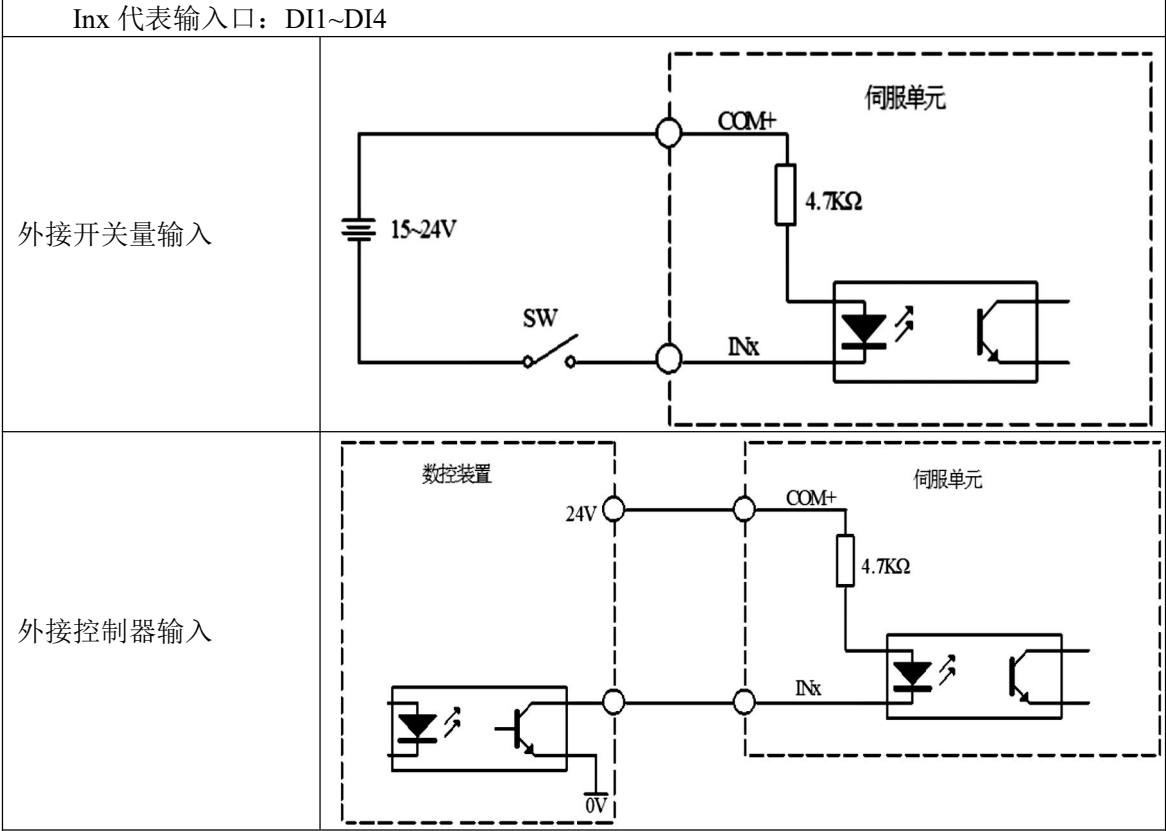 Inx 代表输入口：DI1~DI4
外接开关量输入
伺服单元
COM+
4.7KΩ
15~24V
SW
INx
外接控制器输入
数控装置
伺服单元
24V
COM+
4.7KΩ
INx
0V